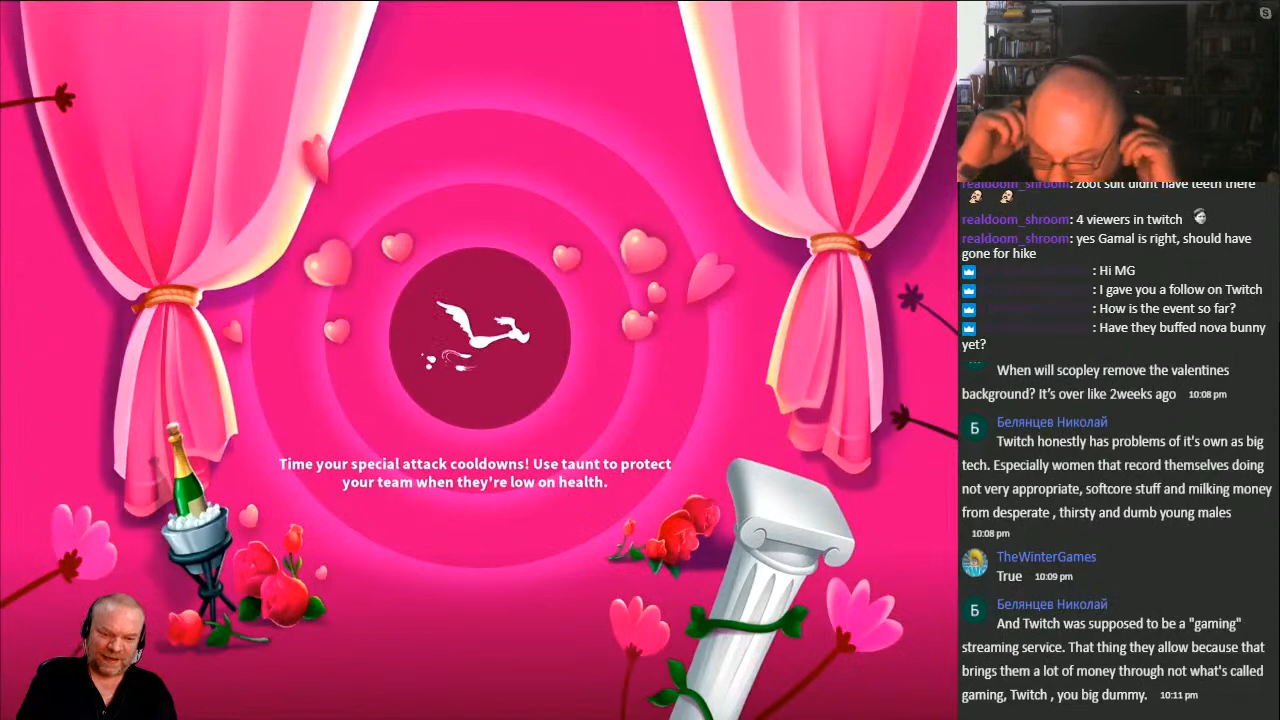 Time your special attack cooldowns! Use taunt to protect
your team when they're low on health.
realdoom_shroom: zoot suit didnt have teeth there
realdoom_shroom: 4 viewers in twitch
realdoom_shroom: yes Gamal is right, should have
gone for hike
: Hi MG
: I gave you a follow on Twitch
: How is the event so far?
: Have they buffed nova bunny
yet?
When will scopley remove the valentines
background? It's over like 2weeks ago 10:08 pm
Б Белянцев Николай
Twitch honestly has problems of it's own as big
tech. Especially women that record themselves doing
not very appropriate, softcore stuff and milking money
from desperate , thirsty and dumb young males
10:08 pm
TheWinterGames
True 10:09 pm
Б Белянцев Николай
And Twitch was supposed to be a "gaming"
streaming service. That thing they allow because that
brings them a lot of money through not what's called
gaming, Twitch , you big dummy. 10:11 pm